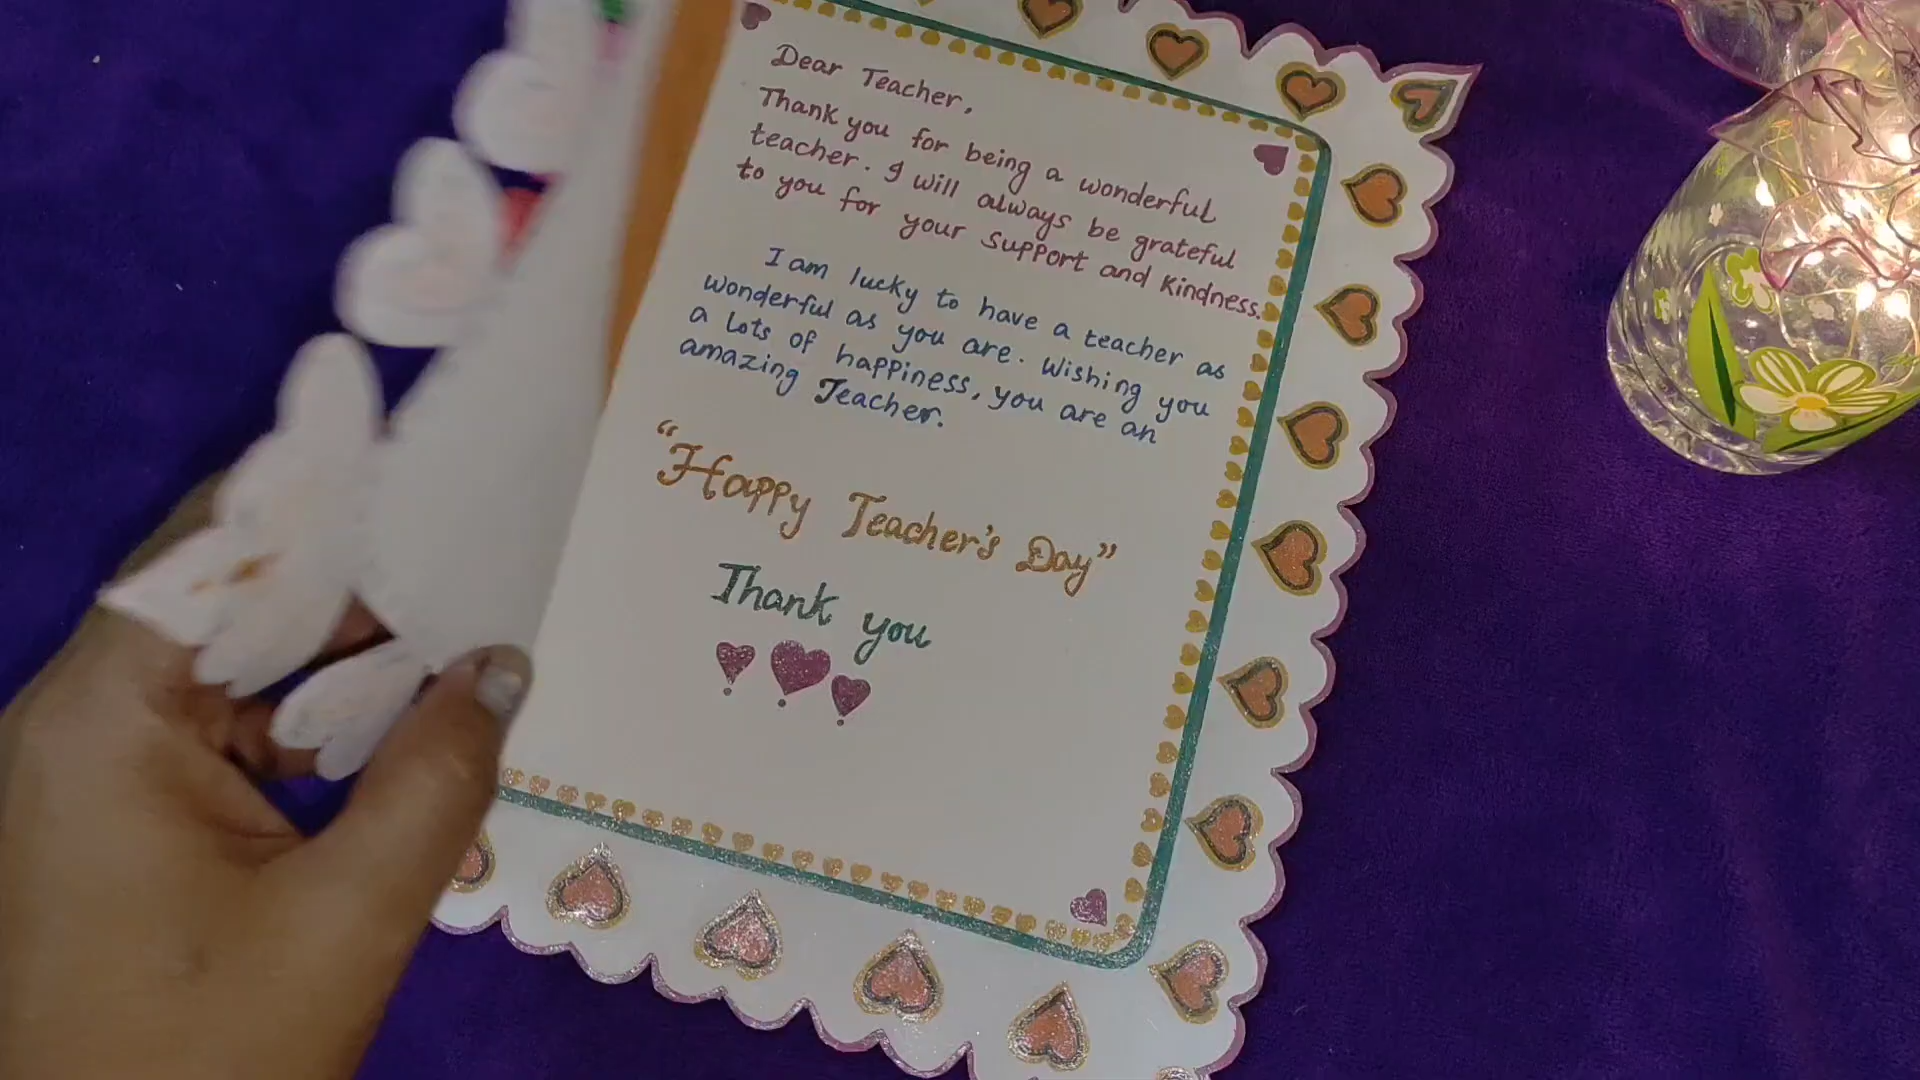 Dear Teacher,
Thank you for being a wonderful
teacher. I will always be grateful
to you for your Support and Kindness.
I am lucky to have a teacher as
wonderful as you are. Wishing you
a lots of happiness, you are an
amazing Teacher.
“Happy Teacher's Day”
Thank you